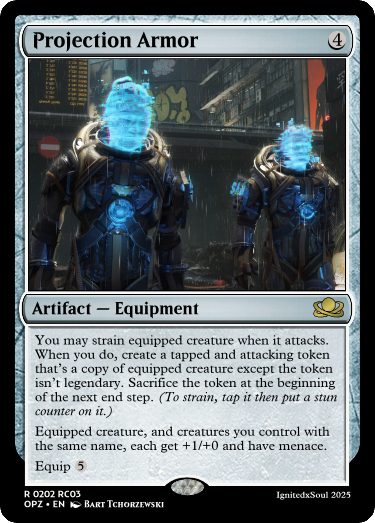 Projection Armor 4
Artifact — Equipment
You may strain equipped creature when it attacks.
When you do, create a tapped and attacking token
that's a copy of equipped creature except the token
isn't legendary. Sacrifice the token at the beginning
of the next end step. (To strain, tap it then put a stun
counter on it.)
Equipped creature, and creatures you control with
the same name, each get +1/+0 and have menace.
Equip 5
R 0202 RC03
OPZ • EN Bart Tchorzewski
IgnitedxSoul 2025